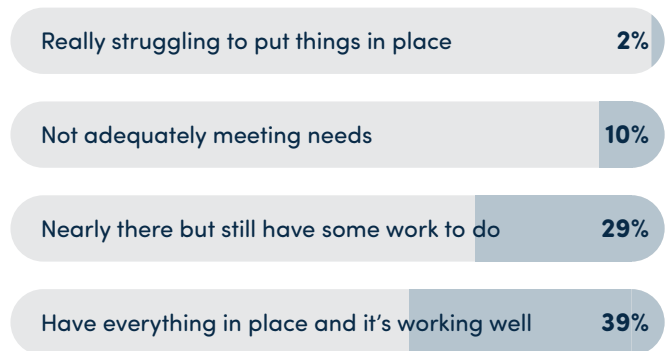 Really struggling to put things in place 2%
Not adequately meeting needs 10%
Nearly there but still have some work to do 29%
Have everything in place and it's working well 39%